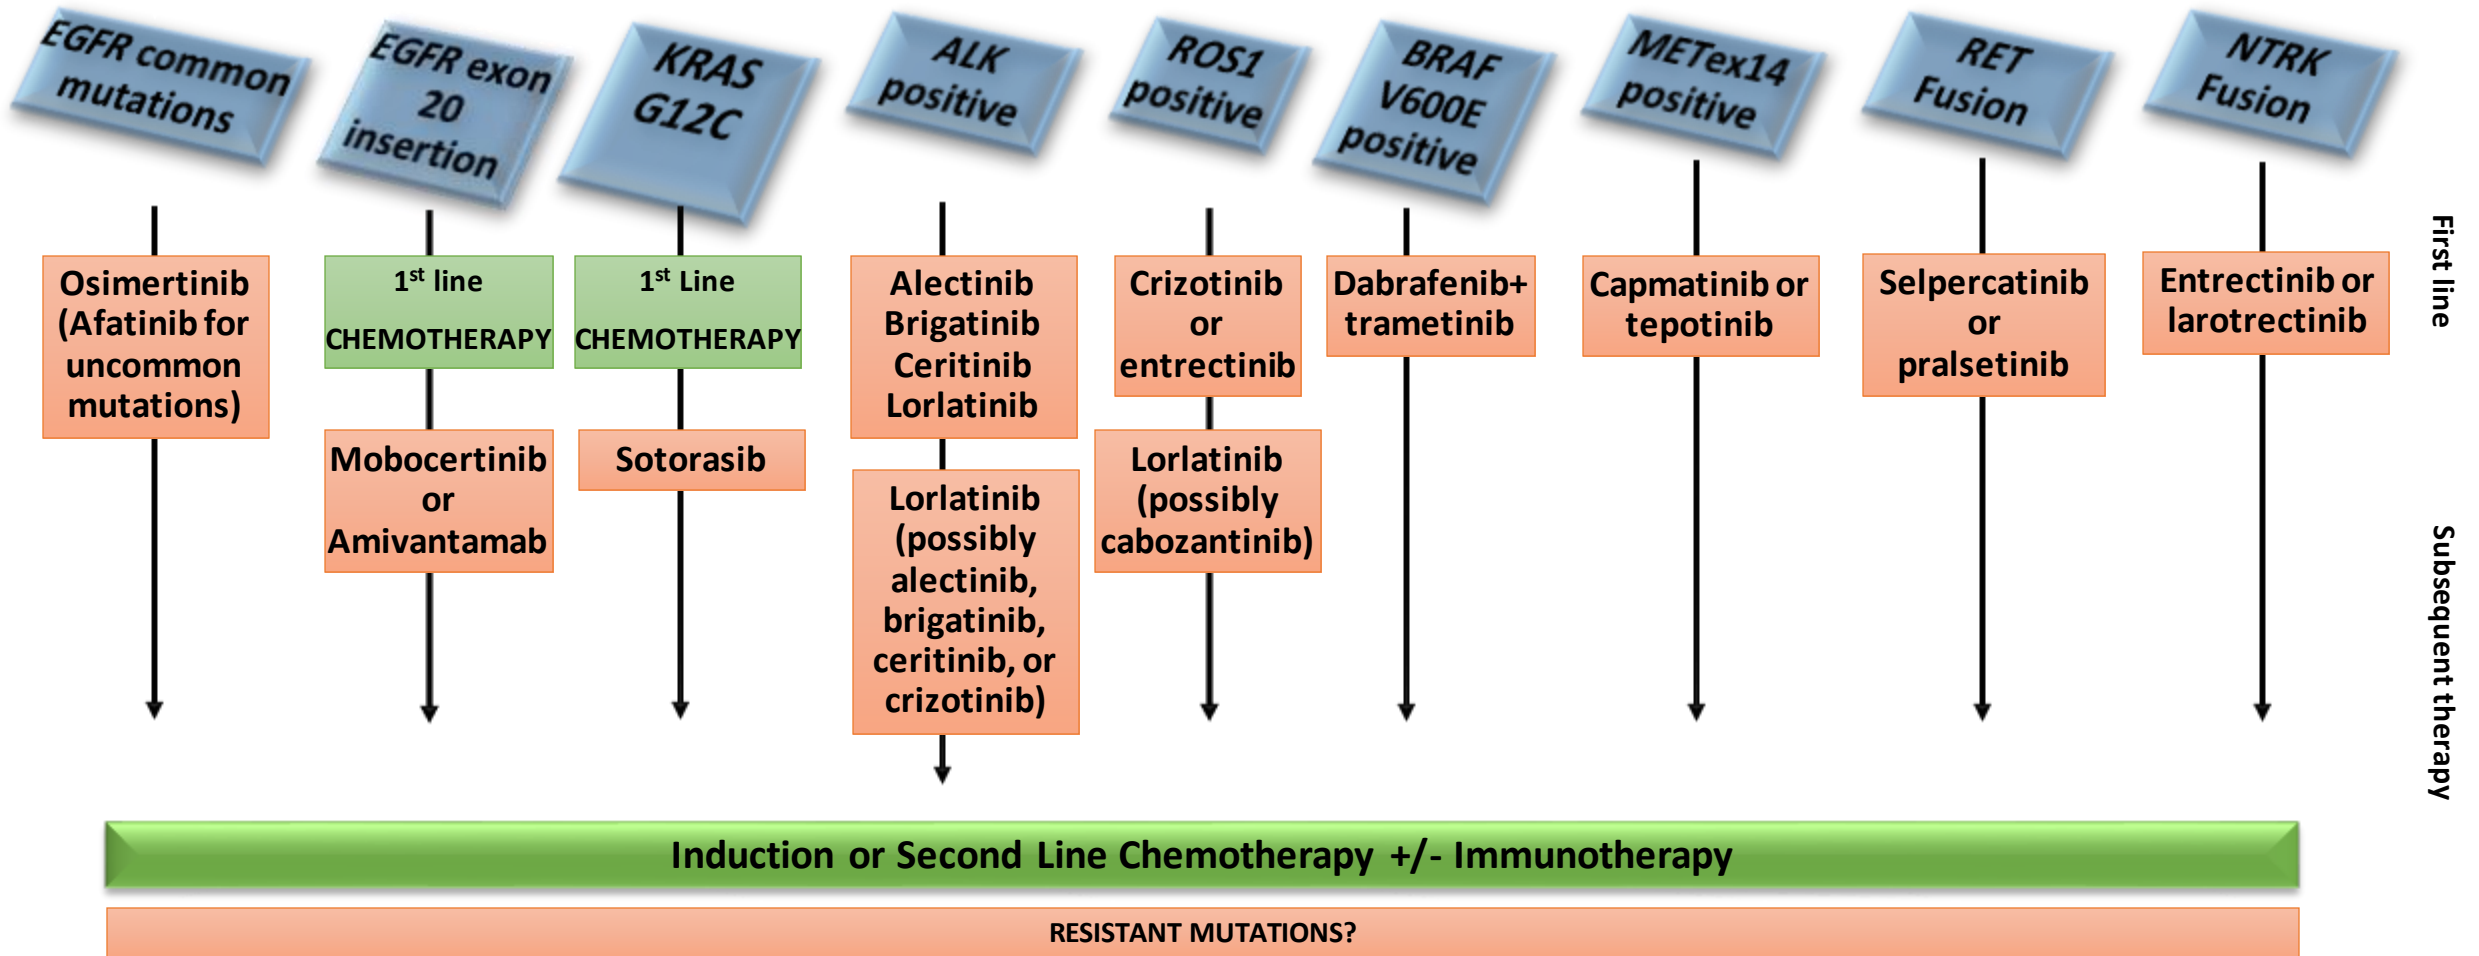 EGFR common
mutations
EGFR exon
20
insertion
KRAS
G12C
ALK
positive
ROS1
positive
BRAF
V600E
positive
METex14
positive
RET
Fusion
NTRK
Fusion
First line
Osimertinib
(Afatinib for
uncommon
mutations)
1st line
CHEMOTHERAPY
1st Line
CHEMOTHERAPY
Alectinib
Brigatinib
Ceritinib
Lorlatinib
Crizotinib
or
entrectinib
Dabrafenib+
trametinib
Capmatinib or
tepotinib
Selpercatinib
or
pralsetinib
Entrectinib or
larotrectinib
Subsequent therapy
Mobocertinib
or
Amivantamab
Sotorasib
Lorlatinib
(possibly
alectinib,
brigatinib,
ceritinib, or
crizotinib)
Lorlatinib
(possibly
cabozantinib)
Induction or Second Line Chemotherapy +/- Immunotherapy
RESISTANT MUTATIONS?